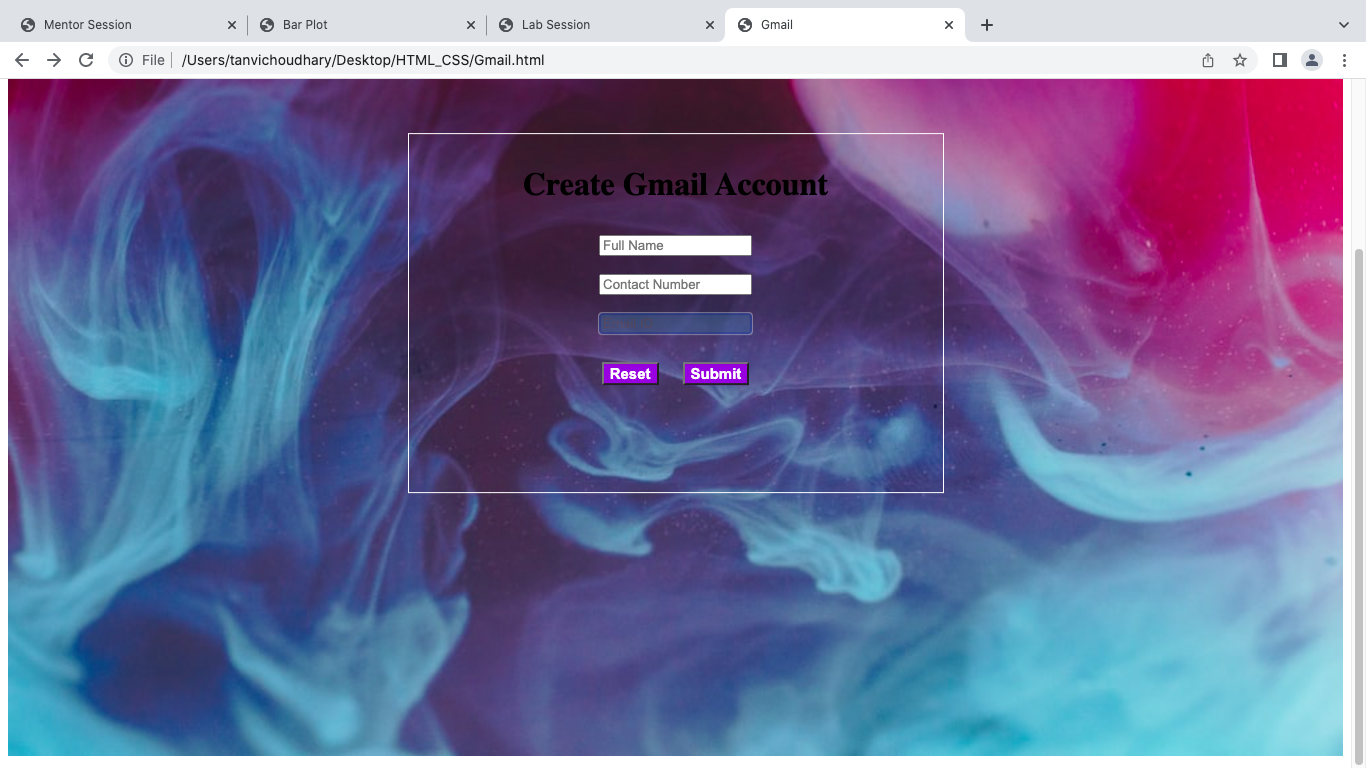 Mentor Session
Bar Plot
Lab Session
Gmail
File
/Users/tanvichoudhary/Desktop/HTML_CSS/Gmail.html
Create Gmail Account
Full Name
Contact Number
Reset Submit